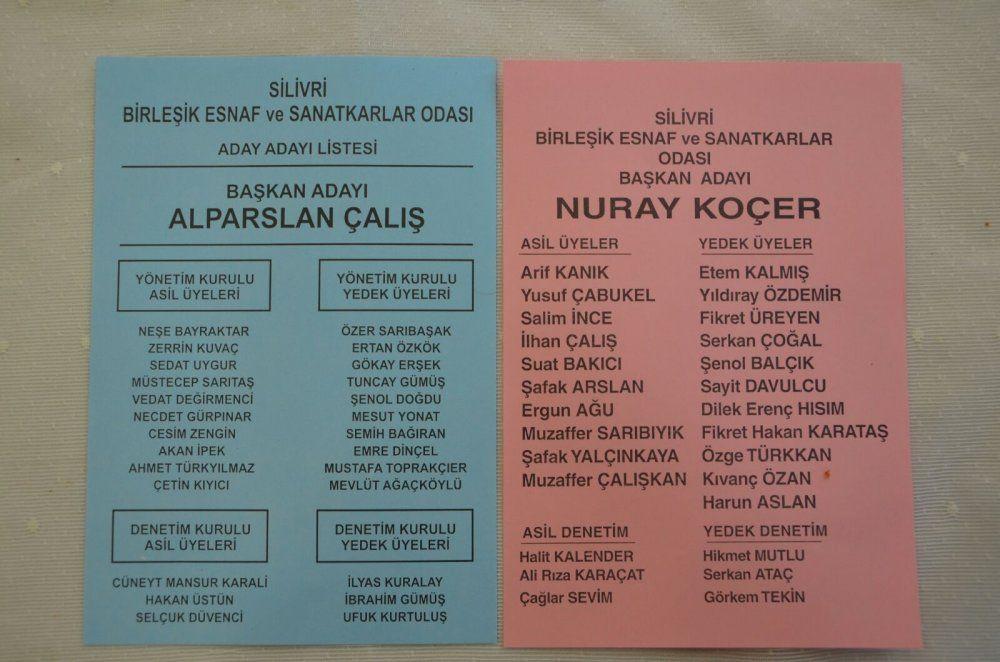 SİLİVRİ
BİRLEŞİK ESNAF ve SANATKARLAR ODASI
ADAY ADAYI LİSTESİ
BAŞKAN ADAYI
ALPARSLAN ÇALIŞ
YÖNETİM KURULU
ASİL ÜYELERİ
NEŞE BAYRAKTAR
ZERRİN KUVAÇ
SEDAT UYGUR
MÜSTECEP SARITAŞ
VEDAT DEĞİRMENCİ
NECDET GÜRPINAR
CESİM ZENGİN
AKAN İPEK
AHMET TÜRKYILMAZ
ÇETİN KIYICI
YÖNETİM KURULU
YEDEK ÜYELERİ
ÖZER SARIBAŞAK
ERTAN ÖZKÖK
GÖKAY ERŞEK
TUNCAY GÜMÜŞ
ŞENOL DOĞDU
MESUT YONAT
SEMİH BAĞIRAN
EMRE DİNÇEL
MUSTAFA TOPRAKÇIER
MEVLÜT AĞAÇKÖYLÜ
DENETİM KURULU
ASİL ÜYELERİ
CÜNEYT MANSUR KARALİ
HAKAN ÜSTÜN
SELÇUK DÜVENCİ
DENETİM KURULU
YEDEK ÜYELERİ
İLYAS KURALAY
İBRAHİM GÜMÜŞ
UFUK KURTULUŞ
SİLİVRİ
BİRLEŞİK ESNAF ve SANATKARLAR
ODASI
BAŞKAN ADAYI
NURAY KOÇER
ASİL ÜYELER
Arif KANIK
Yusuf ÇABUKEL
Salim İNCE
İlhan ÇALIŞ
Suat BAKICI
Şafak ARSLAN
Ergun AĞU
Muzaffer SARIBIYIK
Şafak YALÇINKAYA
Muzaffer ÇALIŞKAN
YEDEK ÜYELER
Etem KALMIŞ
Yıldıray ÖZDEMİR
Fikret ÜREYEN
Serkan ÇOĞAL
Şenol BALÇIK
Sayit DAVULCU
Dilek Erenç HISIM
Fikret Hakan KARATAŞ
Özge TÜRKKAN
Kıvanç ÖZAN
Harun ASLAN
ASİL DENETİM
Halit KALENDER
Ali Rıza KARAÇAT
Çağlar SEVİM
YEDEK DENETİM
Hikmet MUTLU
Serkan ATAÇ
Görkem TEKİN